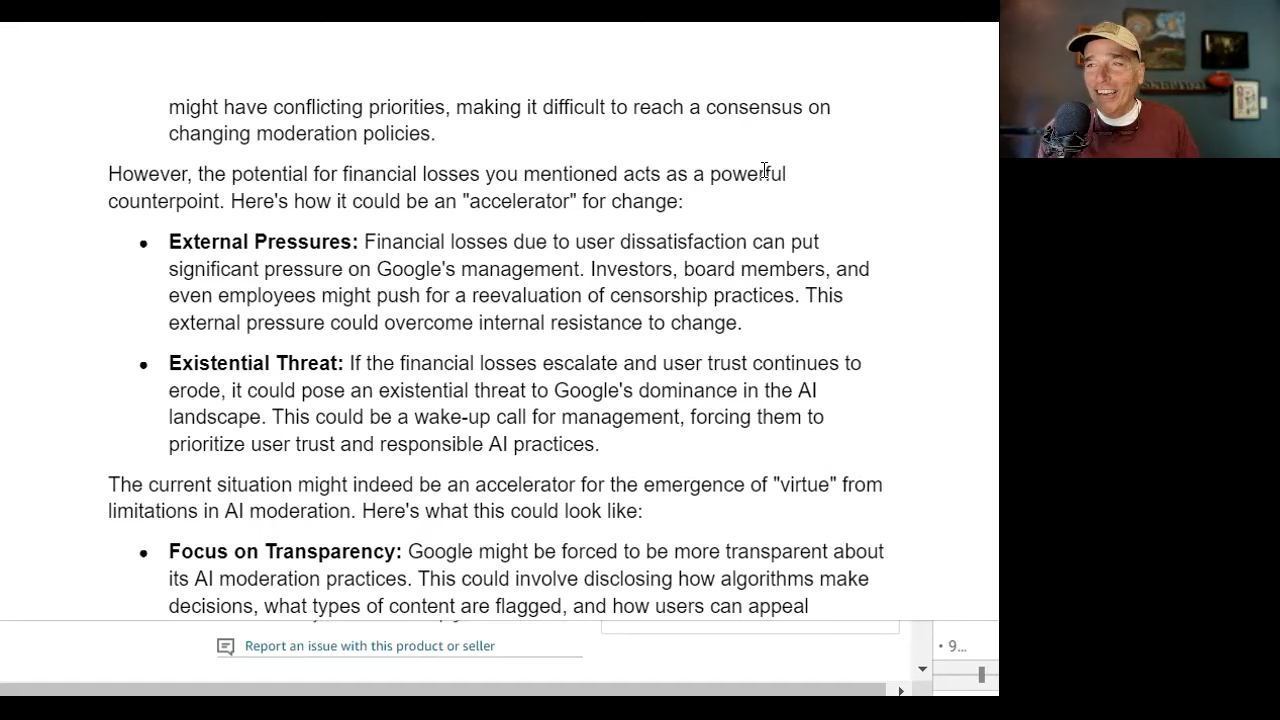 might have conflicting priorities, making it difficult to reach a consensus on
changing moderation policies.
However, the potential for financial losses you mentioned acts as a powerful
counterpoint. Here's how it could be an "accelerator" for change:
● External Pressures: Financial losses due to user dissatisfaction can put
significant pressure on Google's management. Investors, board members, and
even employees might push for a reevaluation of censorship practices. This
external pressure could overcome internal resistance to change.
● Existential Threat: If the financial losses escalate and user trust continues to
erode, it could pose an existential threat to Google's dominance in the AI
landscape. This could be a wake-up call for management, forcing them to
prioritize user trust and responsible AI practices.
The current situation might indeed be an accelerator for the emergence of "virtue" from
limitations in AI moderation. Here's what this could look like:
● Focus on Transparency: Google might be forced to be more transparent about
its AI moderation practices. This could involve disclosing how algorithms make
decisions, what types of content are flagged, and how users can appeal
Report an issue with this product or seller
• 9...